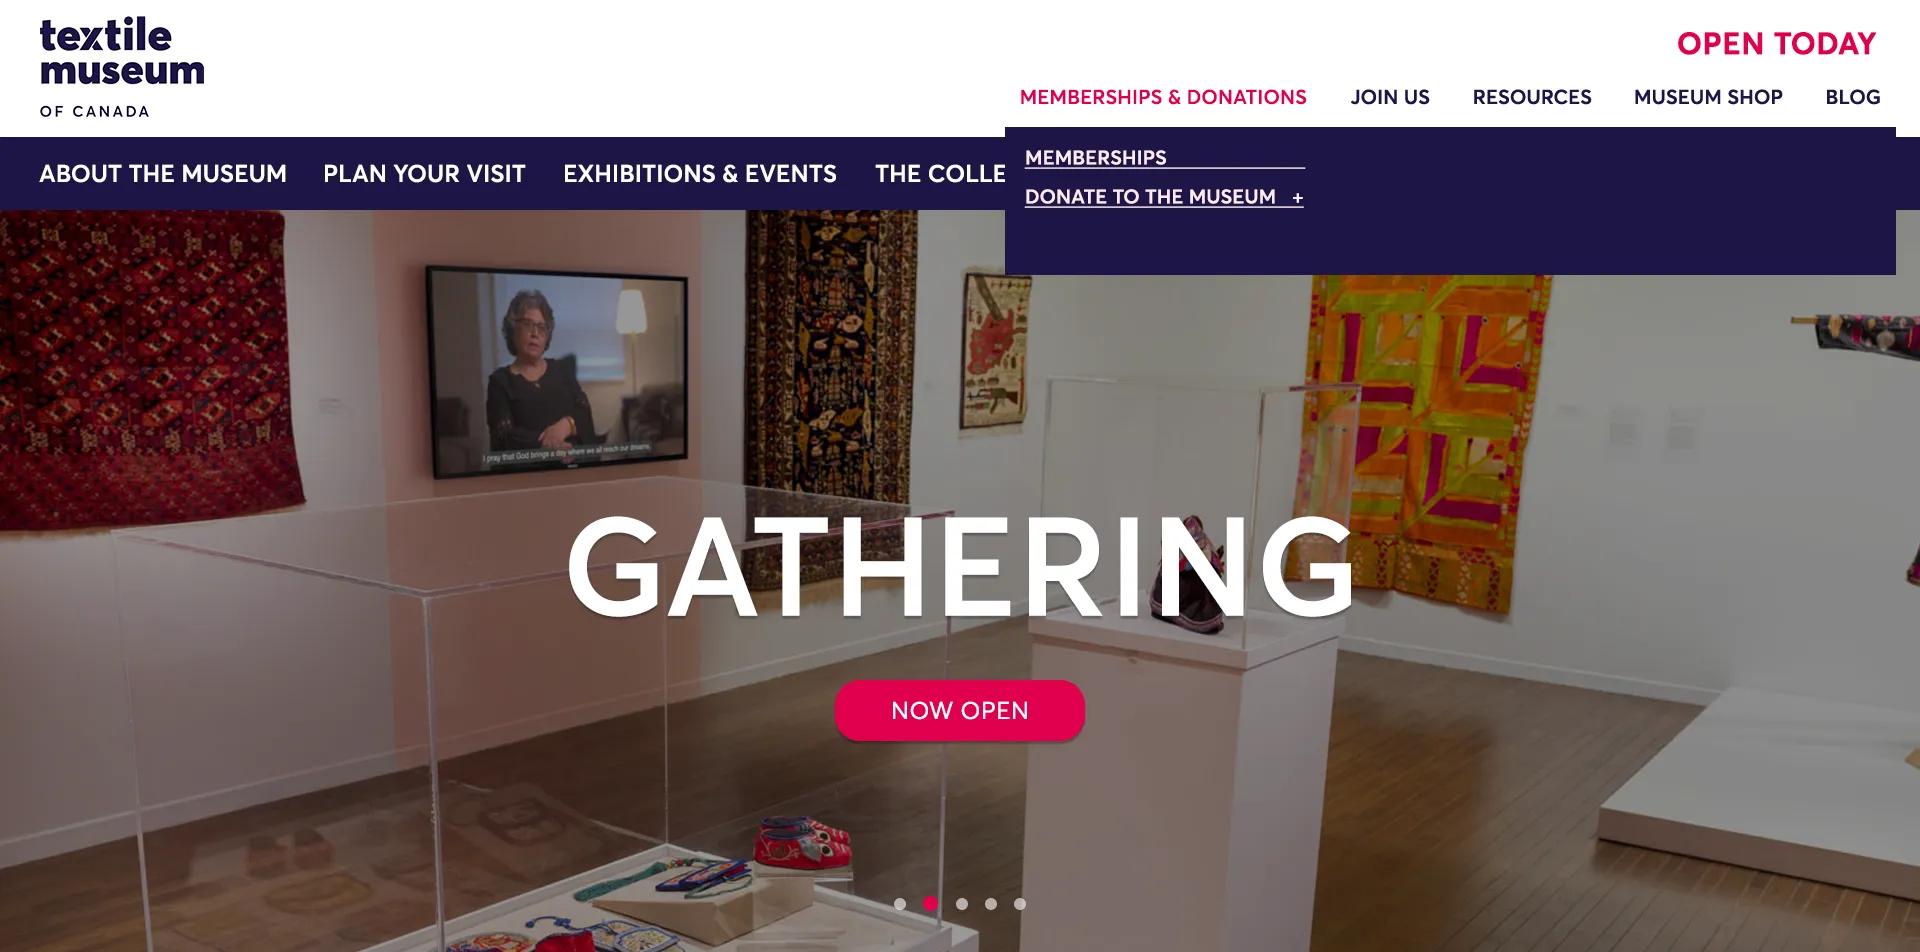 textile
museum
OF CANADA
OPEN TODAY
MEMBERSHIPS & DONATIONS JOIN US RESOURCES MUSEUM SHOP BLOG
ABOUT THE MUSEUM PLAN YOUR VISIT EXHIBITIONS & EVENTS THE COLLE
MEMBERSHIPS
DONATE TO THE MUSEUM +
I pray that God brings a day where we all reach our dreams,
GATHERING
NOW OPEN